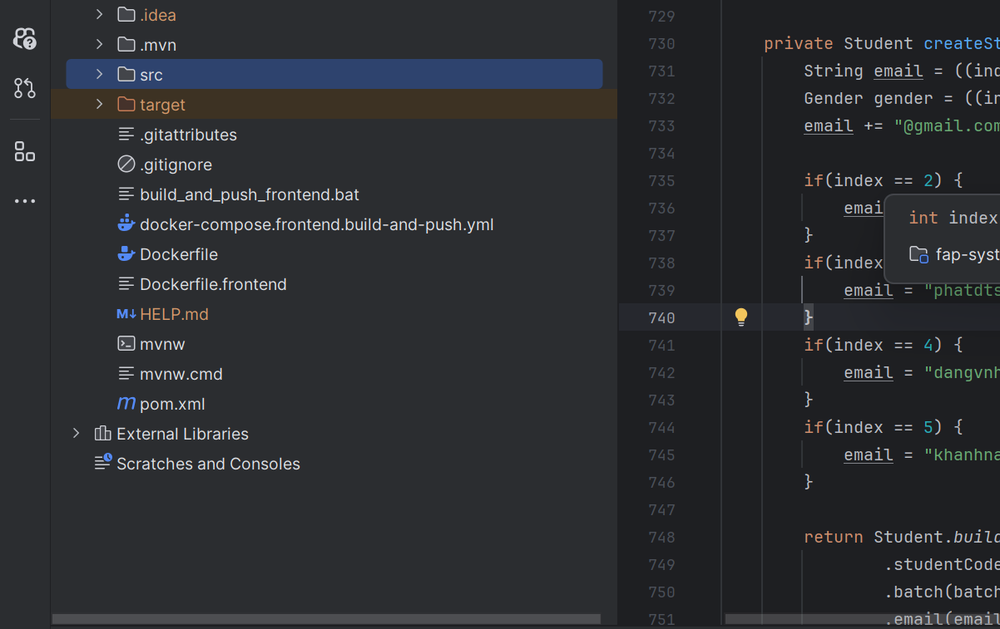 .idea
.mvn
src
target
.gitattributes
.gitignore
build_and_push_frontend.bat
docker-compose.frontend.build-and-push.yml
Dockerfile
Dockerfile.frontend
M↓ HELP.md
mvnw
mvnw.cmd
m pom.xml
External Libraries
Scratches and Consoles
729
730 private Student createSt
731 String email = ((ind
732 Gender gender = ((in
733 email += "@gmail.com
734
735 if(index == 2) {
736 emai
737 }
738 if(index
739 email = "phatdts
740 }
741 if(index == 4) {
742 email = "dangvnh
743 }
744 if(index == 5) {
745 email = "khanhna
746 }
747
748 return Student.build
749 .studentCode
750 .batch(batch
751 .email(email
int index
fap-syst